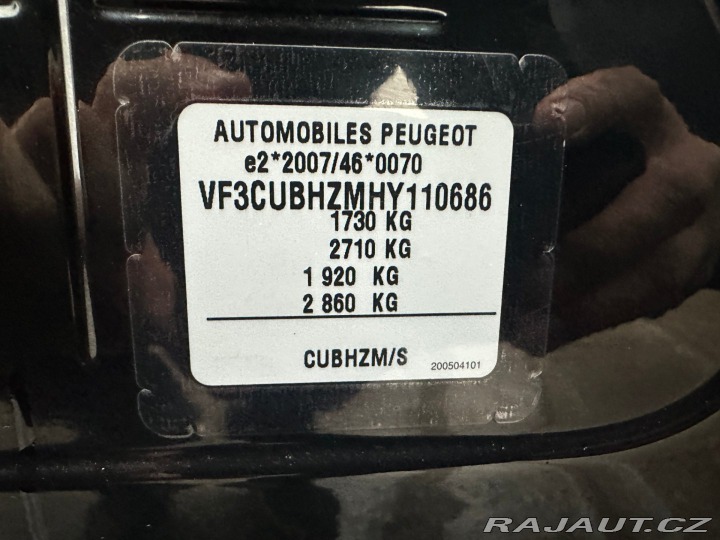 AUTOMOBILES PEUGEOT
e2*2007/46*0070
VF3CUBHZMHY110686
1730 KG
2710 KG
1 920 KG
2 860 KG
CUBHZM/S
200504101
RAJAUT.CZ